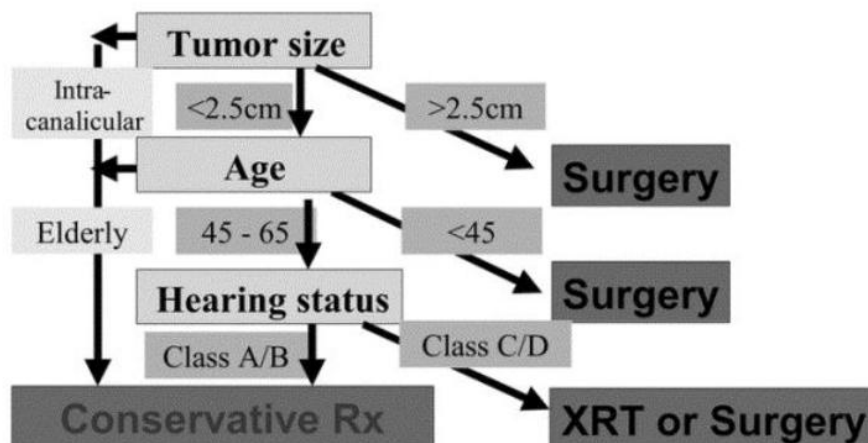 Tumor size
Intra-
canalicular
<2.5cm
>2.5cm
Age
Surgery
Elderly
45 - 65
<45
Hearing status
Surgery
Class A/B
Class C/D
Conservative Rx
XRT or Surgery